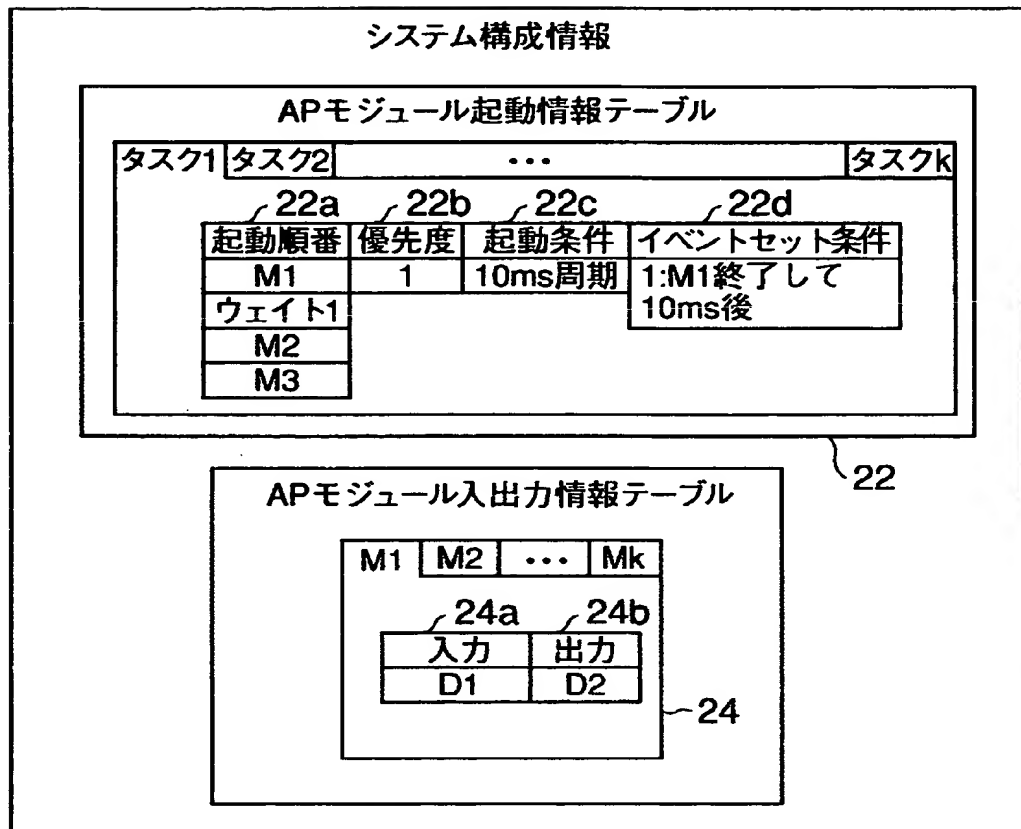 システム構成情報
APモジュール起動情報テーブル
タスク1 タスク2 ・・・ タスクk
22a 22b 22c 22d
起動順番 優先度 起動条件 イベントセット条件
M1 1 10ms周期 1:M1終了して
ウェイト1 10ms後
M2
M3
22
APモジュール入出力情報テーブル
M1 M2 ・・・ Mk
24a 24b
入力 出力
D1 D2
24